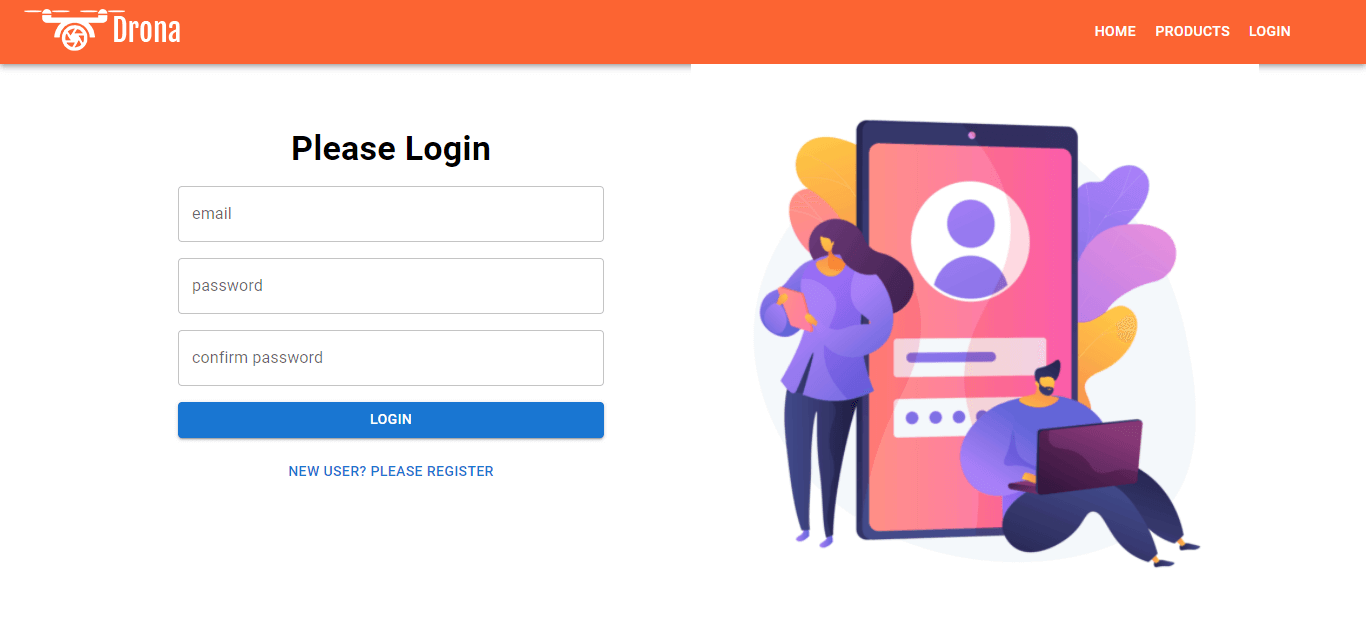 Drona
HOME PRODUCTS LOGIN
Please Login
email
password
confirm password
LOGIN
NEW USER? PLEASE REGISTER